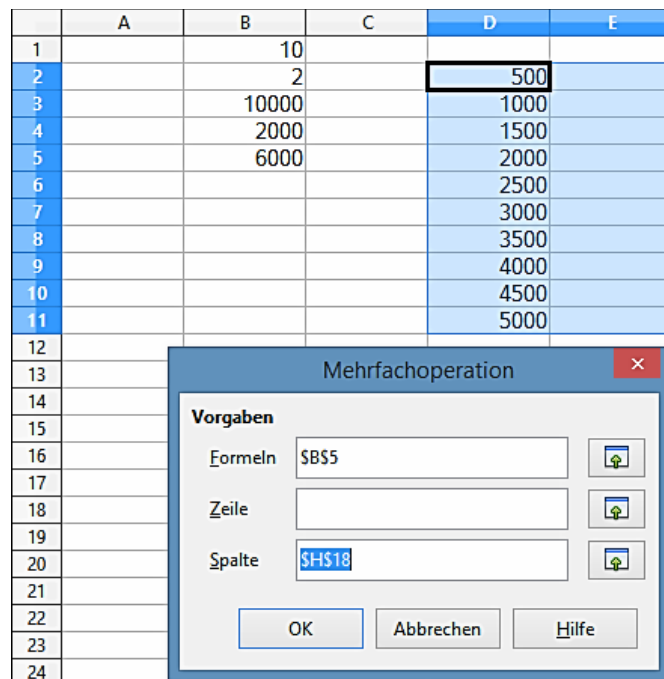 A B C D E
1 10
2 2 500
3 10000 1000
4 2000 1500
5 6000 2000
6 2500
7 3000
8 3500
9 4000
10 4500
11 5000
12
13
14
15
16
17
18
19
20
21
22
23
24
Mehrfachoperation
Vorgaben
Formeln $B$5
Zeile
Spalte $H$18
OK Abbrechen Hilfe